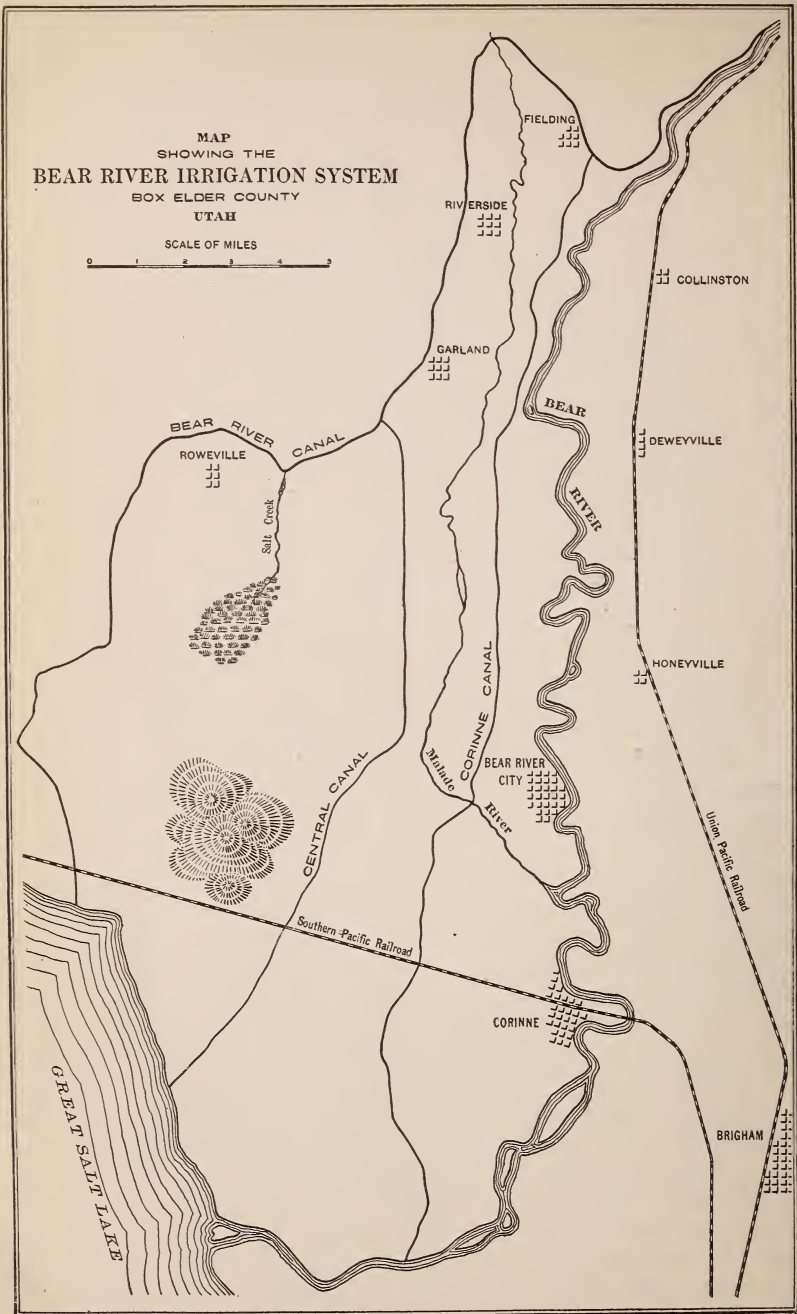 MAP
SHOWING THE
BEAR RIVER IRRIGATION SYSTEM
BOX ELDER COUNTY
UTAH
SCALE OF MILES
0 1 2 3 4 5
FIELDING
RIVERSIDE
COLLINSTON
GARLAND
BEAR
RIVER
DEWEYVILLE
BEAR RIVER CANAL
ROWEVILLE
Salt Creek
HONEYVILLE
CORINNE CANAL
Malade
River
BEAR RIVER
CITY
CENTRAL CANAL
Union Pacific Railroad
Southern Pacific Railroad
CORINNE
GREAT SALT LAKE
BRIGHAM